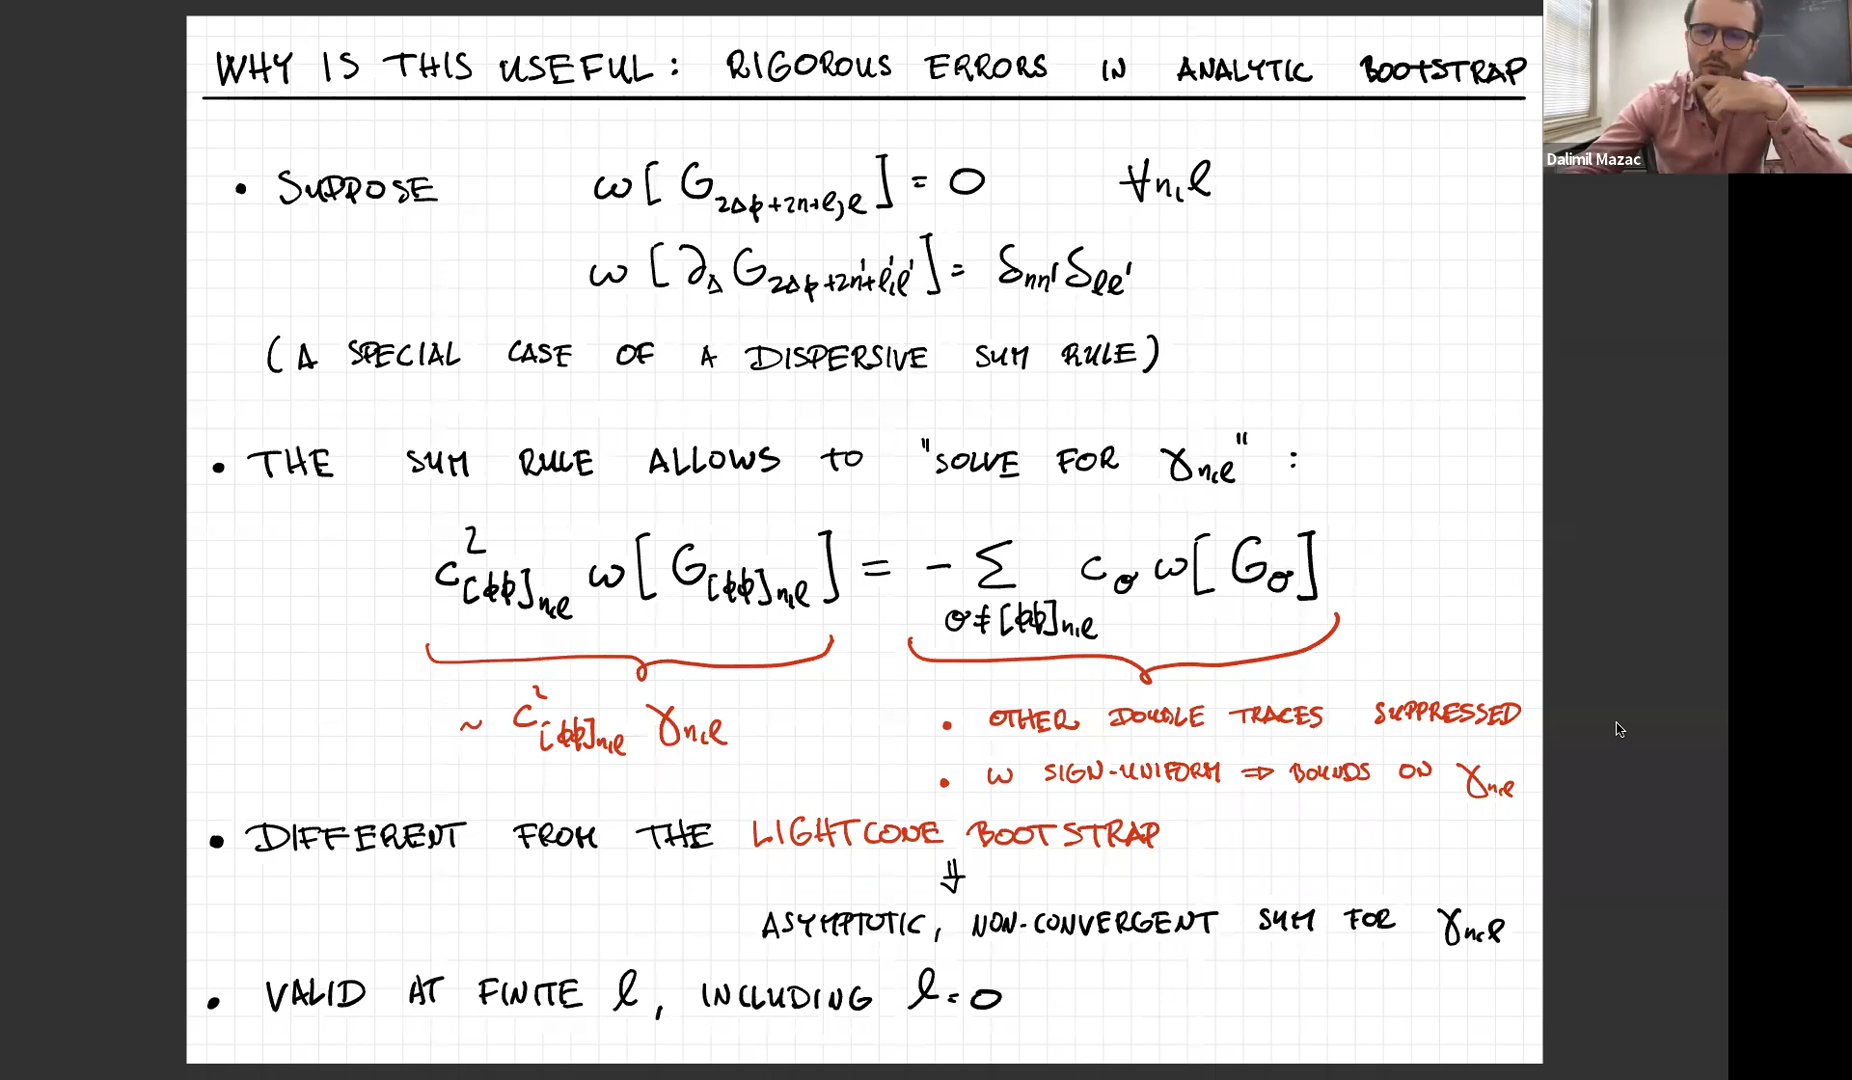 WHY IS THIS USEFUL: RIGOROUS ERRORS IN ANALYTIC BOOTSTRAP
Dalimil Mazac
• SUPPOSE ω[G_{2Δφ+2n+ℓ,ℓ}] = 0 ∀n,ℓ
ω[∂_Δ G_{2Δφ+2n'+ℓ',ℓ'}] = δ_{nn'} δ_{ℓℓ'}
(A SPECIAL CASE OF A DISPERSIVE SUM RULE)
• THE SUM RULE ALLOWS TO "SOLVE FOR γ_{n,ℓ}" :
c²_{[φφ]_{n,ℓ}} ω[G_{[φφ]_{n,ℓ}}] = - Σ_{O≠[φφ]_{n,ℓ}} c_O ω[G_O]
~ c²_{[φφ]_{n,ℓ}} γ_{n,ℓ}
• OTHER DOUBLE TRACES SUPPRESSED
• ω SIGN-UNIFORM ⇒ BOUNDS ON γ_{n,ℓ}
• DIFFERENT FROM THE LIGHTCONE BOOTSTRAP
⇓
ASYMPTOTIC, NON-CONVERGENT SUM FOR γ_{n,ℓ}
• VALID AT FINITE ℓ, INCLUDING ℓ=0